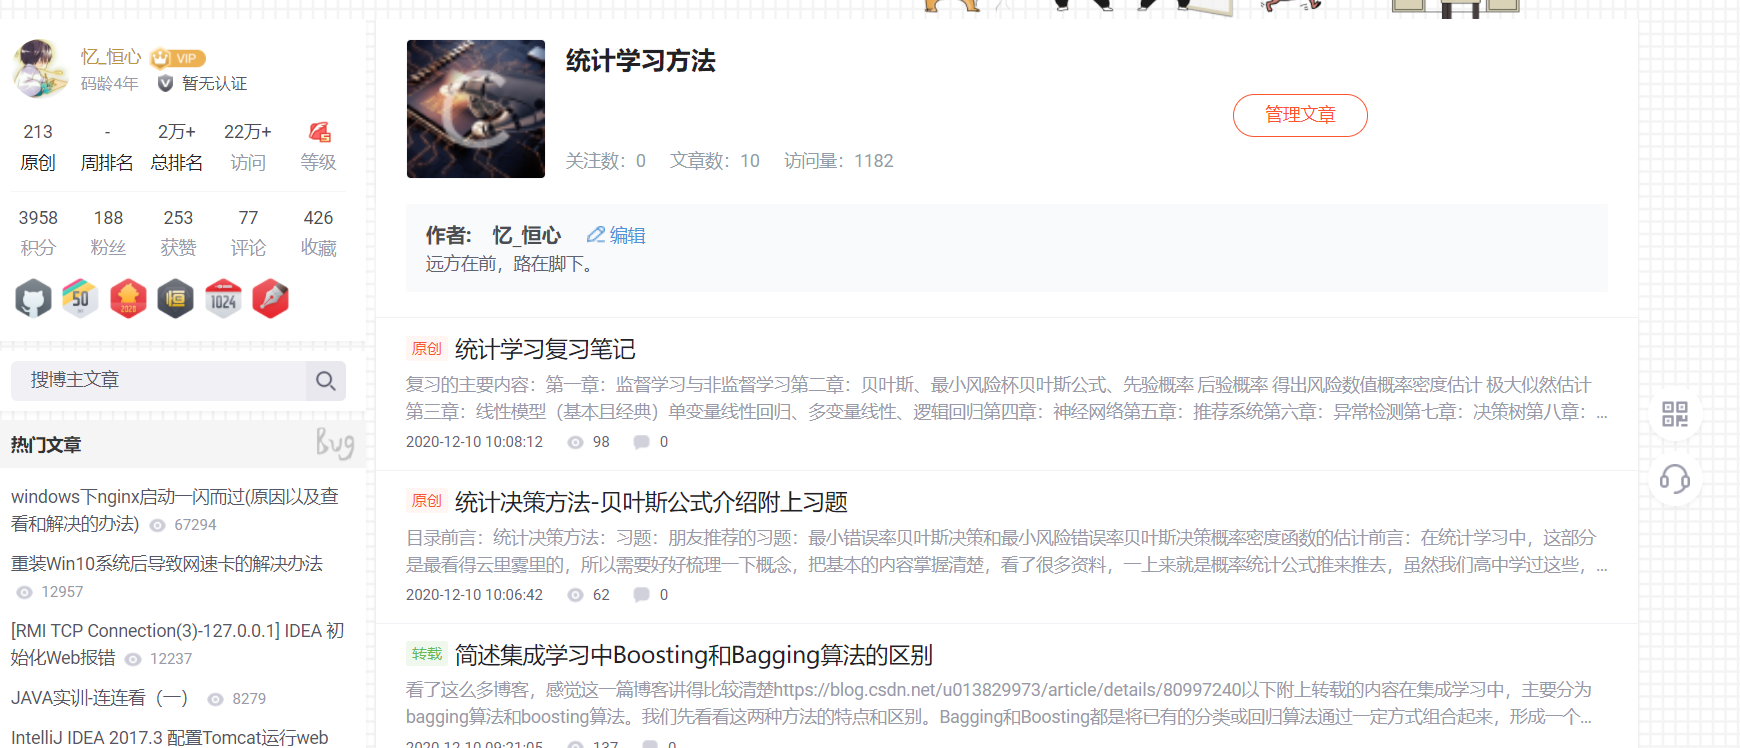 忆_恒心 VIP
码龄4年 暂无认证
213 - 2万+ 22万+
原创 周排名 总排名 访问 等级
3958 188 253 77 426
积分 粉丝 获赞 评论 收藏
50 2020 1024
搜博主文章
热门文章 Bug
windows下nginx启动一闪而过(原因以及查
看和解决的办法) 67294
重装Win10系统后导致网速卡的解决办法
12957
[RMI TCP Connection(3)-127.0.0.1] IDEA 初
始化Web报错 12237
JAVA实训-连连看（一） 8279
IntelliJ IDEA 2017.3 配置Tomcat运行web
统计学习方法
管理文章
关注数：0 文章数：10 访问量：1182
作者: 忆_恒心 编辑
远方在前，路在脚下。
原创 统计学习复习笔记
复习的主要内容：第一章：监督学习与非监督学习第二章：贝叶斯、最小风险杯贝叶斯公式、先验概率 后验概率 得出风险数值概率密度估计 极大似然估计
第三章：线性模型（基本目经典）单变量线性回归、多变量线性、逻辑回归第四章：神经网络第五章：推荐系统第六章：异常检测第七章：决策树第八章：...
2020-12-10 10:08:12 98 0
原创 统计决策方法-贝叶斯公式介绍附上习题
目录前言：统计决策方法：习题：朋友推荐的习题：最小错误率贝叶斯决策和最小风险错误率贝叶斯决策概率密度函数的估计前言：在统计学习中，这部分
是最看得云里雾里的，所以需要好好梳理一下概念，把基本的内容掌握清楚，看了很多资料，一上来就是概率统计公式推来推去，虽然我们高中学过这些，...
2020-12-10 10:06:42 62 0
转载 简述集成学习中Boosting和Bagging算法的区别
看了这么多博客，感觉这一篇博客讲得比较清楚https://blog.csdn.net/u013829973/article/details/80997240以下附上转载的内容在集成学习中，主要分为
bagging算法和boosting算法。我们先看看这两种方法的特点和区别。Bagging和Boosting都是将已有的分类或回归算法通过一定方式组合起来，形成一个...
2020-12-10 09:21:05 137 0